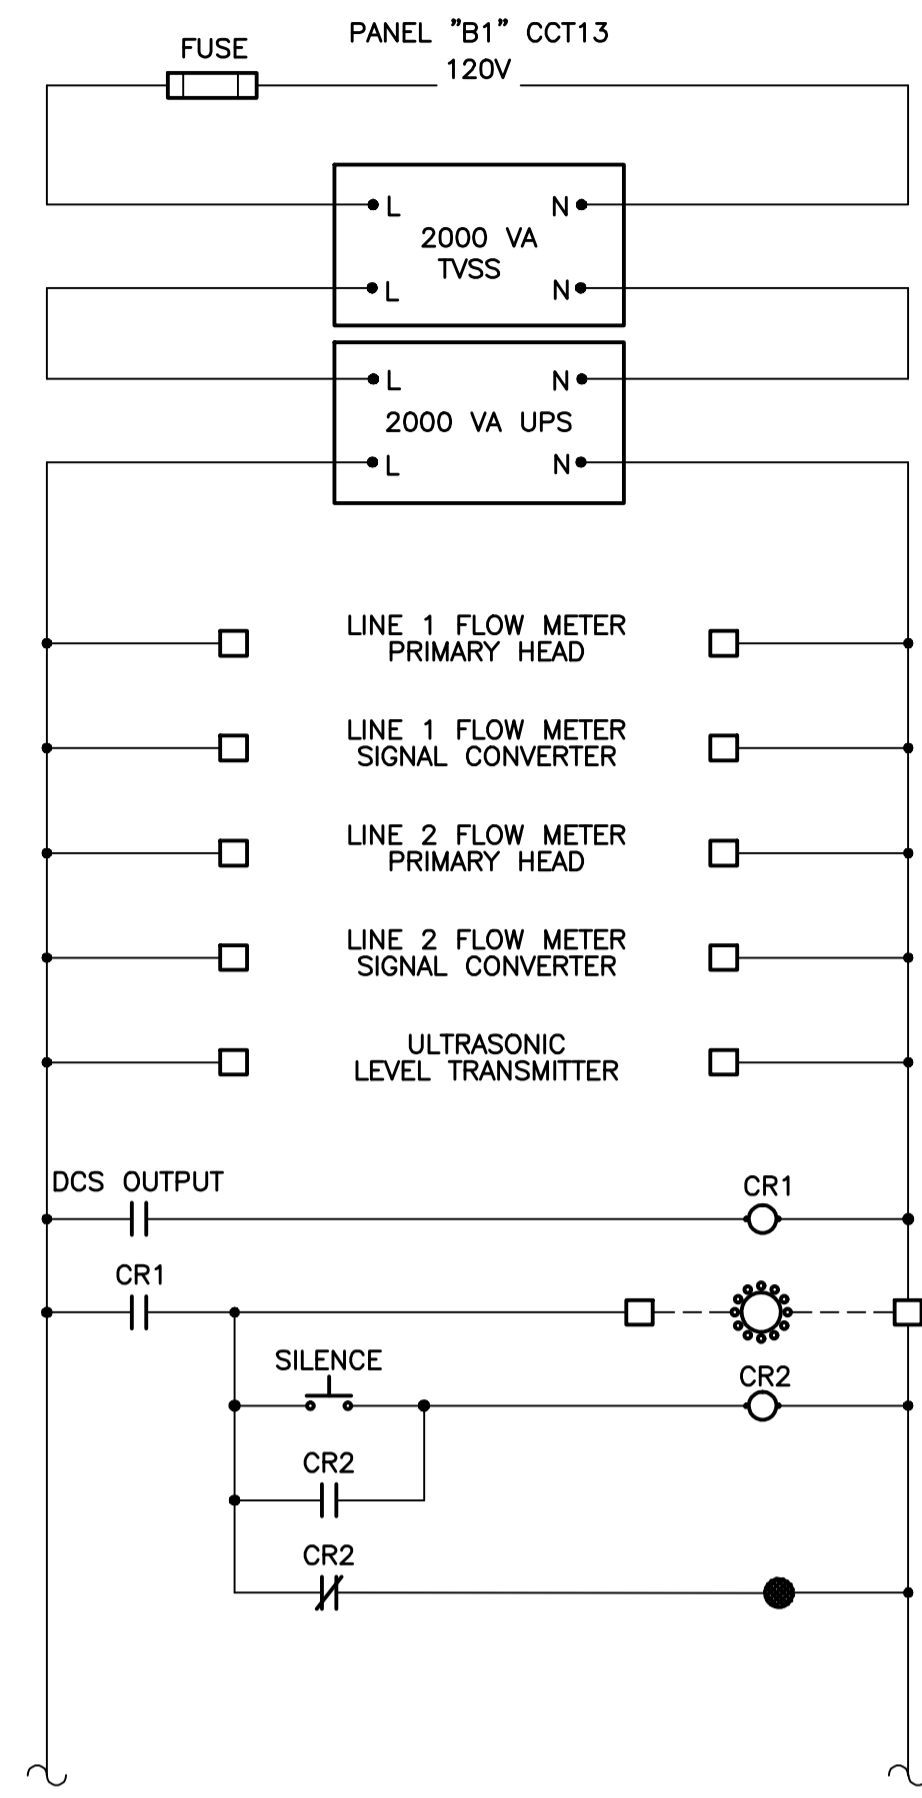 PANEL "B1" CCT13
FUSE
120V
L N
2000 VA
TVSS
L N
L N
2000 VA UPS
L N
LINE 1 FLOW METER
PRIMARY HEAD
LINE 1 FLOW METER
SIGNAL CONVERTER
LINE 2 FLOW METER
PRIMARY HEAD
LINE 2 FLOW METER
SIGNAL CONVERTER
ULTRASONIC
LEVEL TRANSMITTER
DCS OUTPUT
CR1
CR1
SILENCE
CR2
CR2
CR2